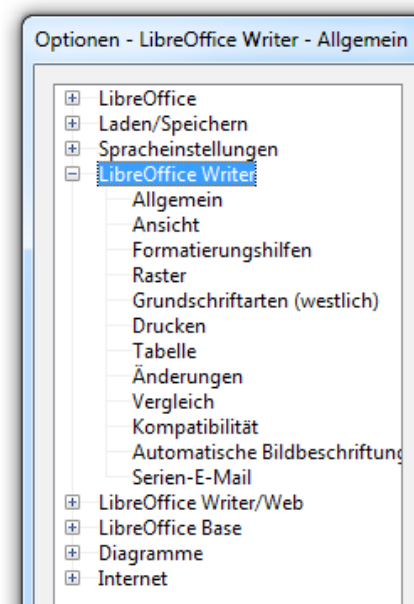 Optionen - LibreOffice Writer - Allgemein
LibreOffice
Laden/Speichern
Spracheinstellungen
LibreOffice Writer
Allgemein
Ansicht
Formatierungshilfen
Raster
Grundschriftarten (westlich)
Drucken
Tabelle
Änderungen
Vergleich
Kompatibilität
Automatische Bildbeschriftung
Serien-E-Mail
LibreOffice Writer/Web
LibreOffice Base
Diagramme
Internet